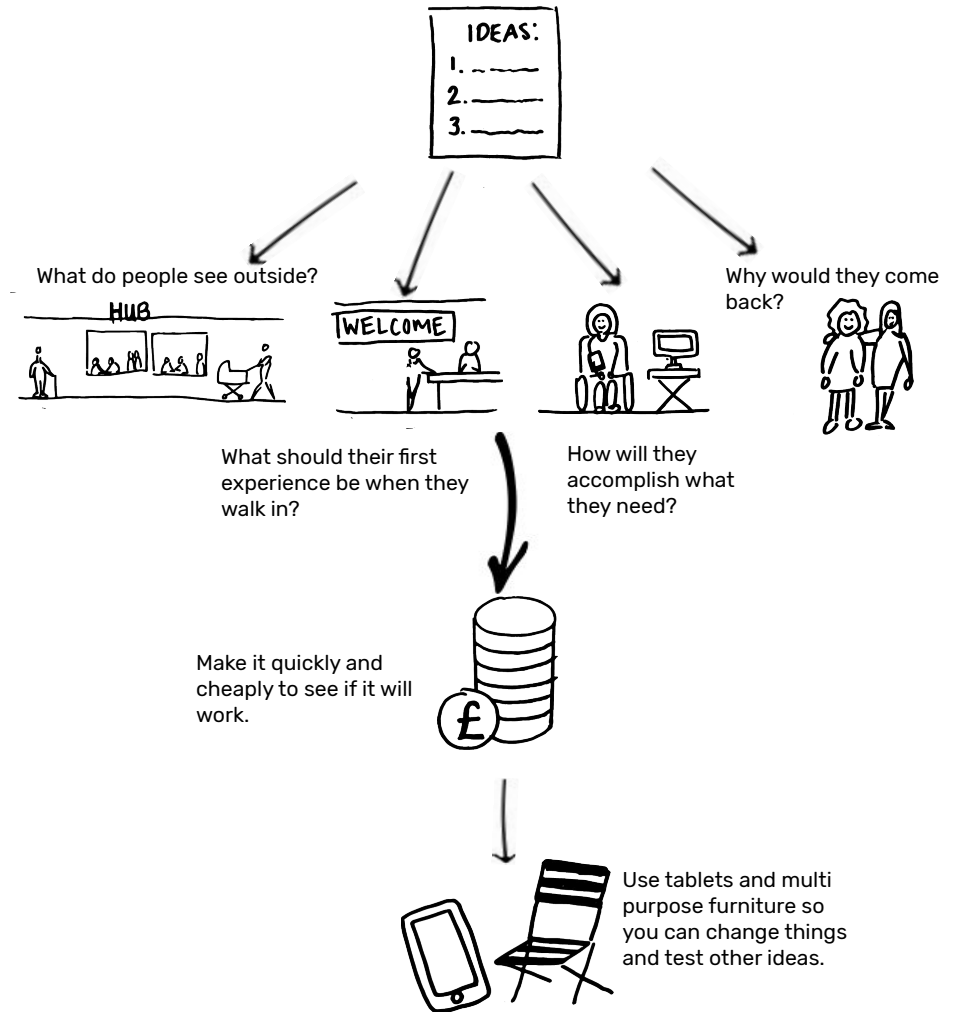 IDEAS:
1.
2.
3.
What do people see outside?
HUB
WELCOME
Why would they come
back?
What should their first
experience be when they
walk in?
How will they
accomplish what
they need?
Make it quickly and
cheaply to see if it will
work.
£
Use tablets and multi
purpose furniture so
you can change things
and test other ideas.